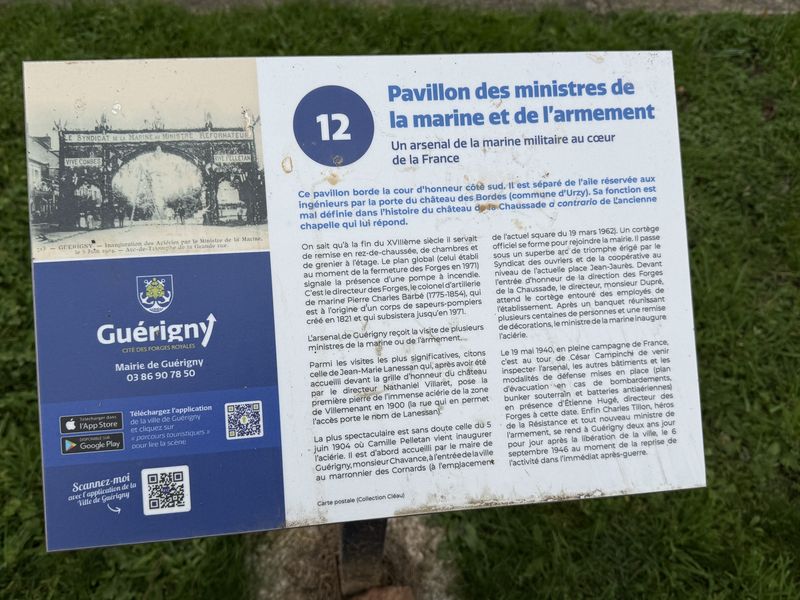 LE SYNDICAT DE LA MARINE AU MINISTRE RÉFORMATEUR
VIVE COMBES
VIVE PELLETAN
GUERIGNY — Inauguration des Aciéries par le Ministre de la Marine,
le 5 Juin 1904. — Arc-de-Triomphe de la Grande rue.
Guérigny
CITÉ DES FORGES ROYALES
Mairie de Guérigny
03 86 90 78 50
Télécharger dans
l'App Store
DISPONIBLE SUR
Google Play
Téléchargez l'application
de la ville de Guérigny
et cliquez sur
« parcours touristiques »
pour lire la scène
Scannez-moi
avec l'application de la
Ville de Guérigny
12
Pavillon des ministres de
la marine et de l'armement
Un arsenal de la marine militaire au cœur
de la France
Ce pavillon borde la cour d'honneur côté sud. Il est séparé de l'aile réservée aux
ingénieurs par la porte du château des Bordes (commune d'Urzy). Sa fonction est
mal définie dans l'histoire du château de la Chaussade a contrario de l'ancienne
chapelle qui lui répond.
On sait qu'à la fin du XVIIIème siècle il servait
de remise en rez-de-chaussée, de chambres et
de grenier à l'étage. Le plan global (celui établi
au moment de la fermeture des Forges en 1971)
signale la présence d'une pompe à incendie.
C'est le directeur des Forges, le colonel d'artillerie
de marine Pierre Charles Barbé (1775-1854), qui
est à l'origine d'un corps de sapeurs-pompiers
créé en 1821 et qui subsistera jusqu'en 1971.
L'arsenal de Guérigny reçoit la visite de plusieurs
ministres de la marine ou de l'armement...
Parmi les visites les plus significatives, citons
celle de Jean-Marie Lanessan qui, après avoir été
accueilli devant la grille d'honneur du château
par le directeur Nathaniel Villaret, pose la
première pierre de l'immense aciérie de la zone
de Villemenant en 1900 (la rue qui en permet
l'accès porte le nom de Lanessan).
La plus spectaculaire est sans doute celle du 5
juin 1904 où Camille Pelletan vient inaugurer
l'aciérie. Il est d'abord accueilli par le maire de
Guérigny, monsieur Chavance, à l'entrée de la ville
au marronnier des Cornards (à l'emplacement
de l'actuel square du 19 mars 1962). Un cortège
officiel se forme pour rejoindre la mairie. Il passe
sous un superbe arc de triomphe érigé par le
Syndicat des ouvriers et de la coopérative au
niveau de l'actuelle place Jean-Jaurès. Devant
l'entrée d'honneur de la direction des Forges
de la Chaussade, le directeur, monsieur Dupré,
attend le cortège entouré des employés de
l'établissement. Après un banquet réunissant
plusieurs centaines de personnes et une remise
de décorations, le ministre de la marine inaugure
l'aciérie.
Le 19 mai 1940, en pleine campagne de France,
c'est au tour de César Campinchi de venir
inspecter l'arsenal, les autres bâtiments et les
modalités de défense mises en place (plan
d'évacuation en cas de bombardements,
bunker souterrain et batteries antiaériennes)
en présence d'Étienne Hugé, directeur des
Forges à cette date. Enfin Charles Tillon, héros
de la Résistance et tout nouveau ministre de
l'armement, se rend à Guérigny deux ans jour
pour jour après la libération de la ville, le 6
septembre 1946 au moment de la reprise de
l'activité dans l'immédiat après-guerre.
Carte postale (Collection Cléau)